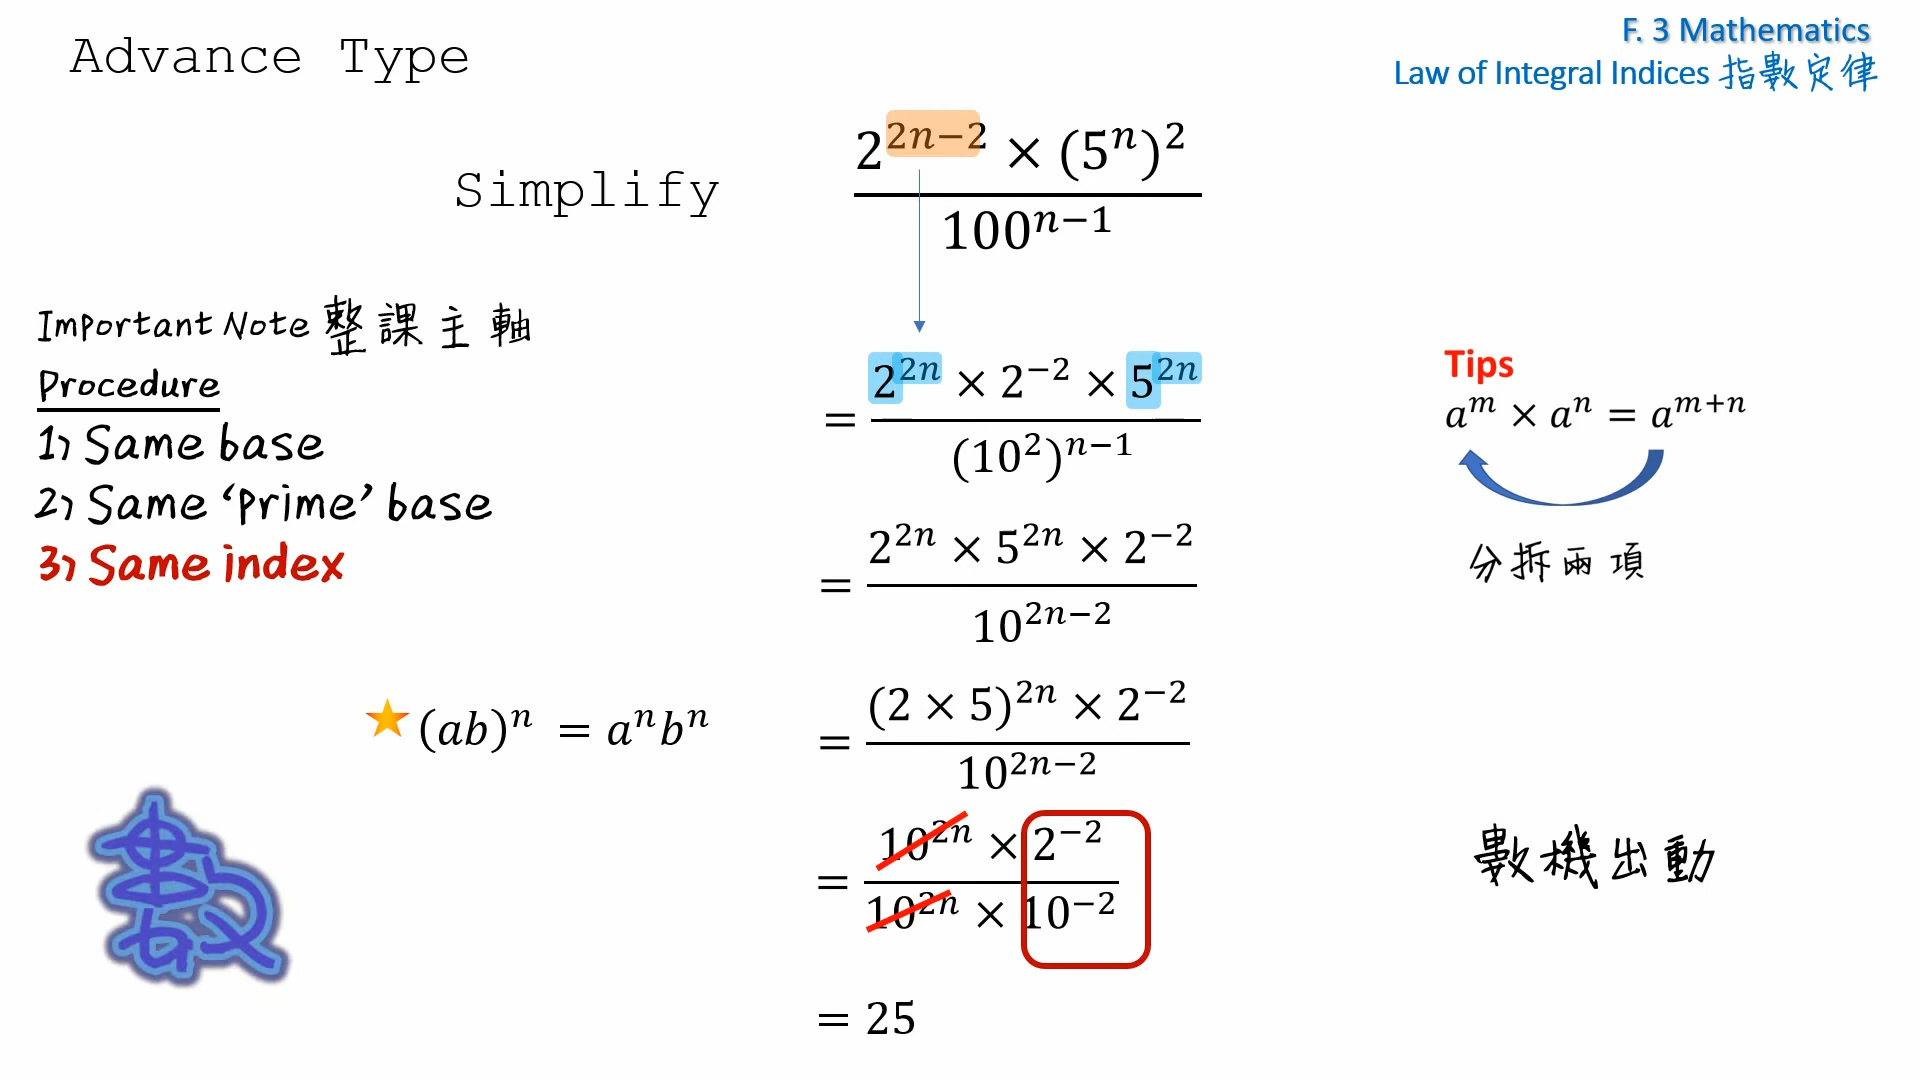 Advance Type
F. 3 Mathematics
Law of Integral Indices 指數定律
Simplify
2^{2n−2} × (5^n)^2
100^{n−1}
Important Note 整課主軸
Procedure
1) Same base
2) Same ‘prime’ base
3) Same index
= 2^{2n} × 2^{−2} × 5^{2n}
(10^2)^{n−1}
Tips
a^m × a^n = a^{m+n}
分拆兩項
= 2^{2n} × 5^{2n} × 2^{−2}
10^{2n−2}
(ab)^n = a^n b^n
= (2 × 5)^{2n} × 2^{−2}
10^{2n−2}
= 10^{2n} × 2^{−2}
10^{2n} × 10^{−2}
數機出動
= 25